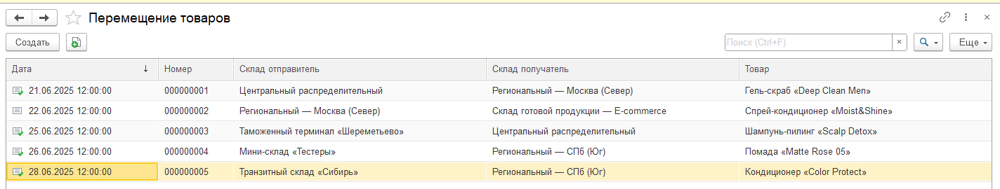 Перемещение товаров
Создать Поиск (Ctrl+F) × Еще
Дата ↓ Номер Склад отправитель Склад получатель Товар
21.06.2025 12:00:00 000000001 Центральный распределительный Региональный — Москва (Север) Гель-скраб «Deep Clean Men»
22.06.2025 12:00:00 000000002 Региональный — Москва (Север) Склад готовой продукции — E-commerce Спрей-кондиционер «Moist&Shine»
25.06.2025 12:00:00 000000003 Таможенный терминал «Шереметьево» Центральный распределительный Шампунь-пилинг «Scalp Detox»
26.06.2025 12:00:00 000000004 Мини-склад «Тестеры» Региональный — СПб (Юг) Помада «Matte Rose 05»
28.06.2025 12:00:00 000000005 Транзитный склад «Сибирь» Региональный — СПб (Юг) Кондиционер «Color Protect»